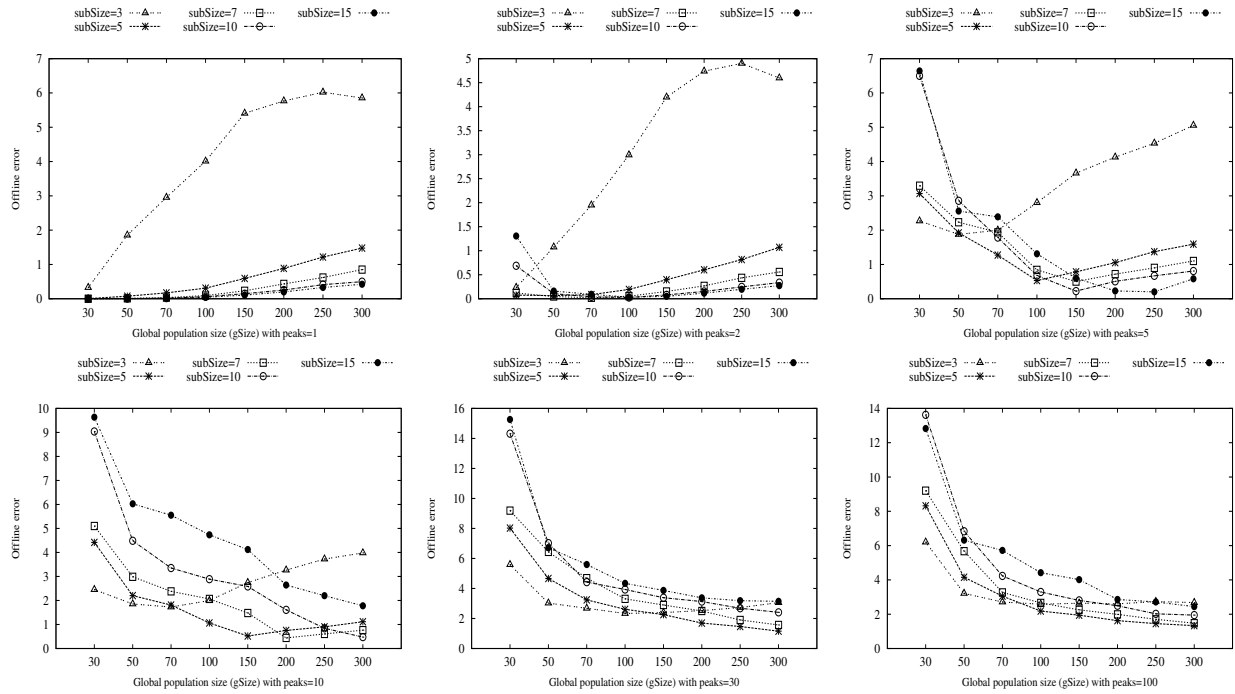 subSize=3 subSize=7 subSize=15
subSize=5 subSize=10
7
6
5
4
3
2
1
0
Offline error
30 50 70 100 150 200 250 300
Global population size (gSize) with peaks=1
subSize=3 subSize=7 subSize=15
subSize=5 subSize=10
5
4.5
4
3.5
3
2.5
2
1.5
1
0.5
0
Offline error
30 50 70 100 150 200 250 300
Global population size (gSize) with peaks=2
subSize=3 subSize=7 subSize=15
subSize=5 subSize=10
7
6
5
4
3
2
1
0
Offline error
30 50 70 100 150 200 250 300
Global population size (gSize) with peaks=5
subSize=3 subSize=7 subSize=15
subSize=5 subSize=10
10
9
8
7
6
5
4
3
2
1
0
Offline error
30 50 70 100 150 200 250 300
Global population size (gSize) with peaks=10
subSize=3 subSize=7 subSize=15
subSize=5 subSize=10
16
14
12
10
8
6
4
2
0
Offline error
30 50 70 100 150 200 250 300
Global population size (gSize) with peaks=30
subSize=3 subSize=7 subSize=15
subSize=5 subSize=10
14
12
10
8
6
4
2
0
Offline error
30 50 70 100 150 200 250 300
Global population size (gSize) with peaks=100